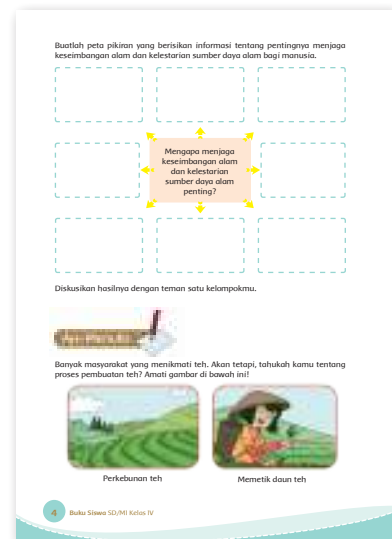 Buatlah peta pikiran yang berisikan informasi tentang pentingnya menjaga
keseimbangan alam dan kelestarian sumber daya alam bagi manusia.
Mengapa menjaga
keseimbangan alam
dan kelestarian
sumber daya alam
penting?
Diskusikan hasilnya dengan teman satu kelompokmu.
Banyak masyarakat yang menikmati teh. Akan tetapi, tahukah kamu tentang
proses pembuatan teh? Amati gambar di bawah ini!
Perkebunan teh
Memetik daun teh
4 Buku Siswa SD/MI Kelas IV